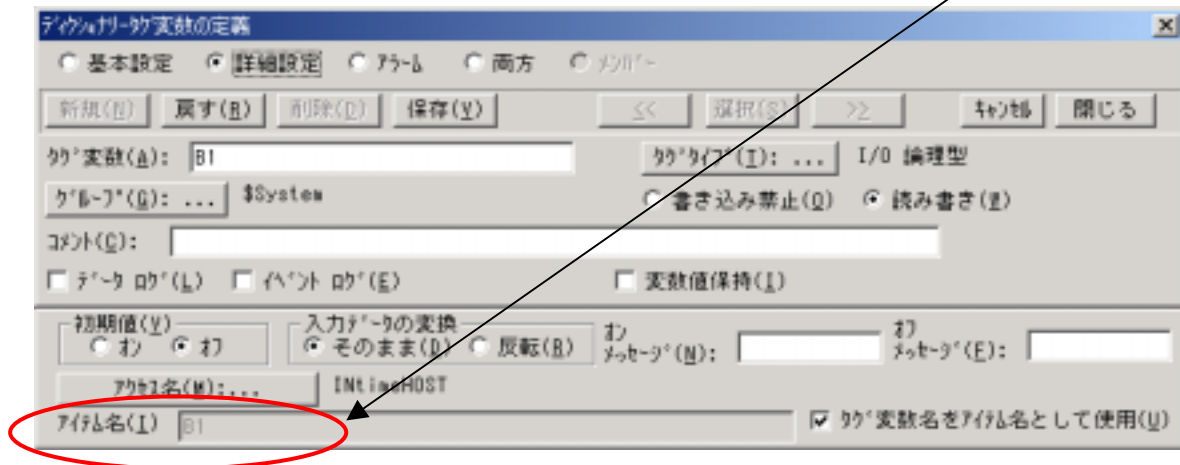 ディクショナリータグ変数の定義
基本設定 詳細設定 アラーム 両方 メンバー
新規(N) 戻す(R) 削除(D) 保存(V) << 選択(S) >> キャンセル 閉じる
タグ変数(A): B1 タグタイプ(T): ... I/O 論理型
グループ(G): ... $System 書き込み禁止(O) 読み書き(W)
コメント(C):
データ ログ(L) イベント ログ(E) 変数値保持(I)
初期値(V) 入力データの変換 オン オフ
オン オフ そのまま(D) 反転(R) メッセージ(N): メッセージ(F):
アクセス名(M):... INtimeHOST
アイテム名(I) B1 タグ変数名をアイテム名として使用(U)